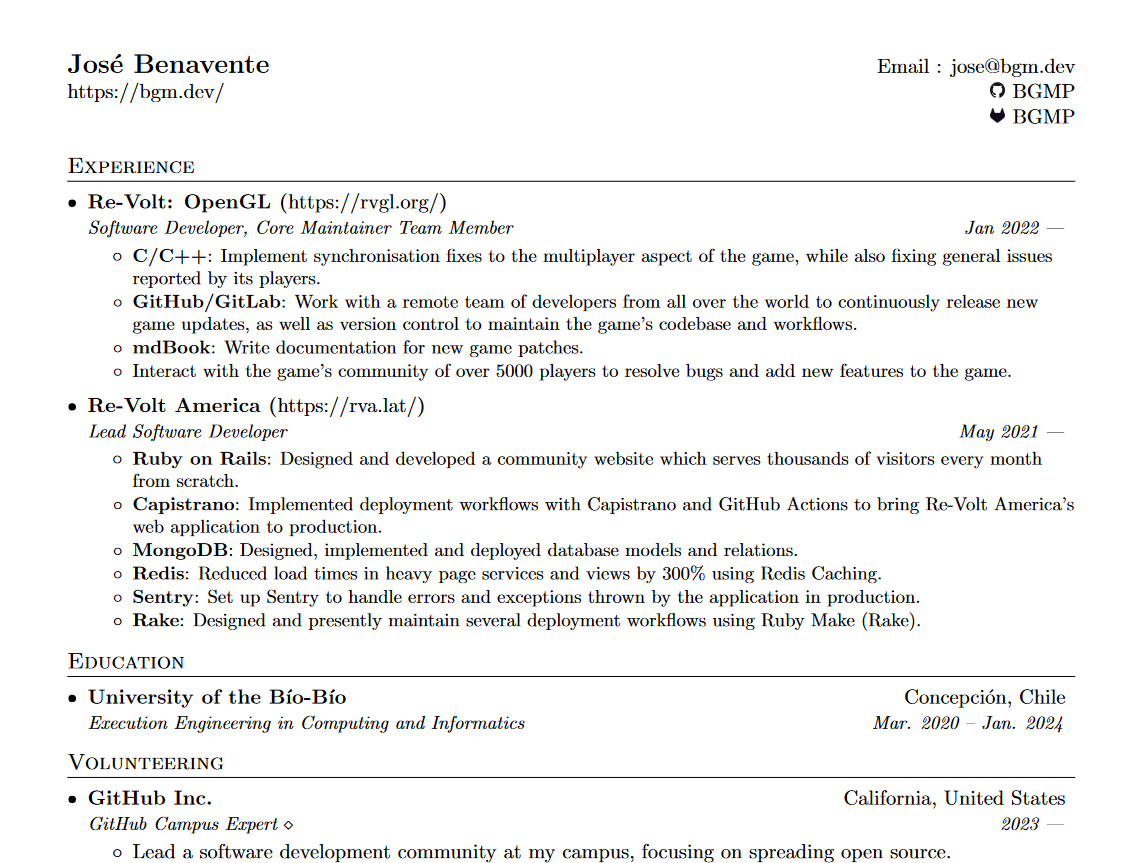 José Benavente
Email : jose@bgm.dev
https://bgm.dev/
BGMP
BGMP
Experience
• Re-Volt: OpenGL (https://rvgl.org/)
Software Developer, Core Maintainer Team Member Jan 2022 —
◦ C/C++: Implement synchronisation fixes to the multiplayer aspect of the game, while also fixing general issues
reported by its players.
◦ GitHub/GitLab: Work with a remote team of developers from all over the world to continuously release new
game updates, as well as version control to maintain the game's codebase and workflows.
◦ mdBook: Write documentation for new game patches.
◦ Interact with the game's community of over 5000 players to resolve bugs and add new features to the game.
• Re-Volt America (https://rva.lat/)
Lead Software Developer May 2021 —
◦ Ruby on Rails: Designed and developed a community website which serves thousands of visitors every month
from scratch.
◦ Capistrano: Implemented deployment workflows with Capistrano and GitHub Actions to bring Re-Volt America's
web application to production.
◦ MongoDB: Designed, implemented and deployed database models and relations.
◦ Redis: Reduced load times in heavy page services and views by 300% using Redis Caching.
◦ Sentry: Set up Sentry to handle errors and exceptions thrown by the application in production.
◦ Rake: Designed and presently maintain several deployment workflows using Ruby Make (Rake).
Education
• University of the Bío-Bío Concepción, Chile
Execution Engineering in Computing and Informatics Mar. 2020 – Jan. 2024
Volunteering
• GitHub Inc. California, United States
GitHub Campus Expert ⋄ 2023 —
◦ Lead a software development community at my campus, focusing on spreading open source.